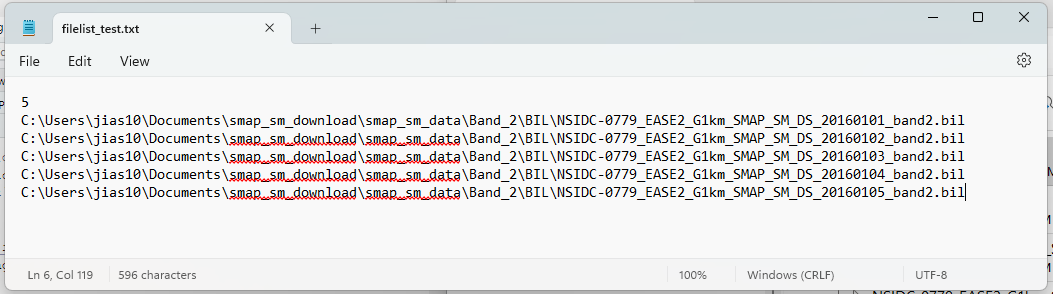 filelist_test.txt
File Edit View
5
C:\Users\jias10\Documents\smap_sm_download\smap_sm_data\Band_2\BIL\NSIDC-0779_EASE2_G1km_SMAP_SM_DS_20160101_band2.bil
C:\Users\jias10\Documents\smap_sm_download\smap_sm_data\Band_2\BIL\NSIDC-0779_EASE2_G1km_SMAP_SM_DS_20160102_band2.bil
C:\Users\jias10\Documents\smap_sm_download\smap_sm_data\Band_2\BIL\NSIDC-0779_EASE2_G1km_SMAP_SM_DS_20160103_band2.bil
C:\Users\jias10\Documents\smap_sm_download\smap_sm_data\Band_2\BIL\NSIDC-0779_EASE2_G1km_SMAP_SM_DS_20160104_band2.bil
C:\Users\jias10\Documents\smap_sm_download\smap_sm_data\Band_2\BIL\NSIDC-0779_EASE2_G1km_SMAP_SM_DS_20160105_band2.bil
Ln 6, Col 119 596 characters 100% Windows (CRLF) UTF-8